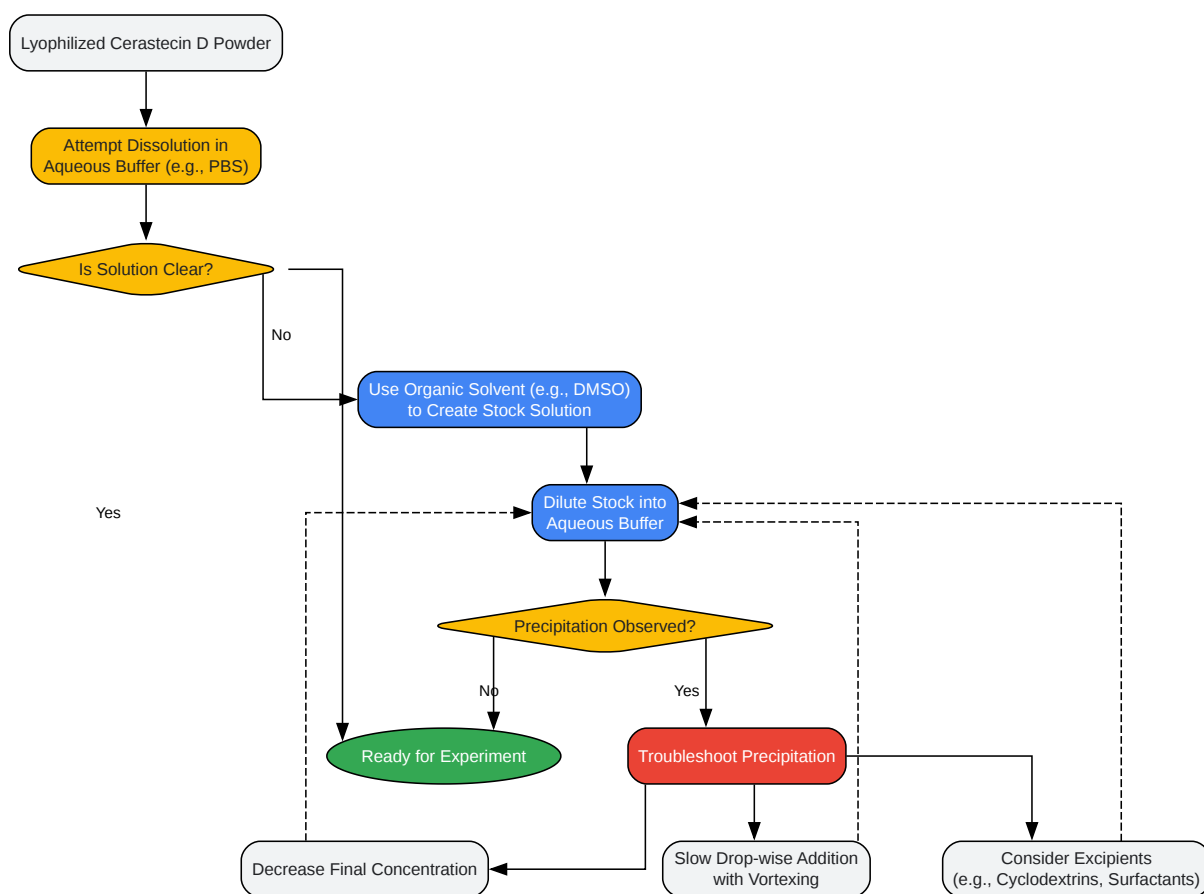 Lyophilized Cerastecin D Powder
Attempt Dissolution in
Aqueous Buffer (e.g., PBS)
Is Solution Clear?
No
Use Organic Solvent (e.g., DMSO)
to Create Stock Solution
Yes
Dilute Stock into
Aqueous Buffer
Precipitation Observed?
No
Yes
Ready for Experiment
Troubleshoot Precipitation
Decrease Final Concentration
Slow Drop-wise Addition
with Vortexing
Consider Excipients
(e.g., Cyclodextrins, Surfactants)